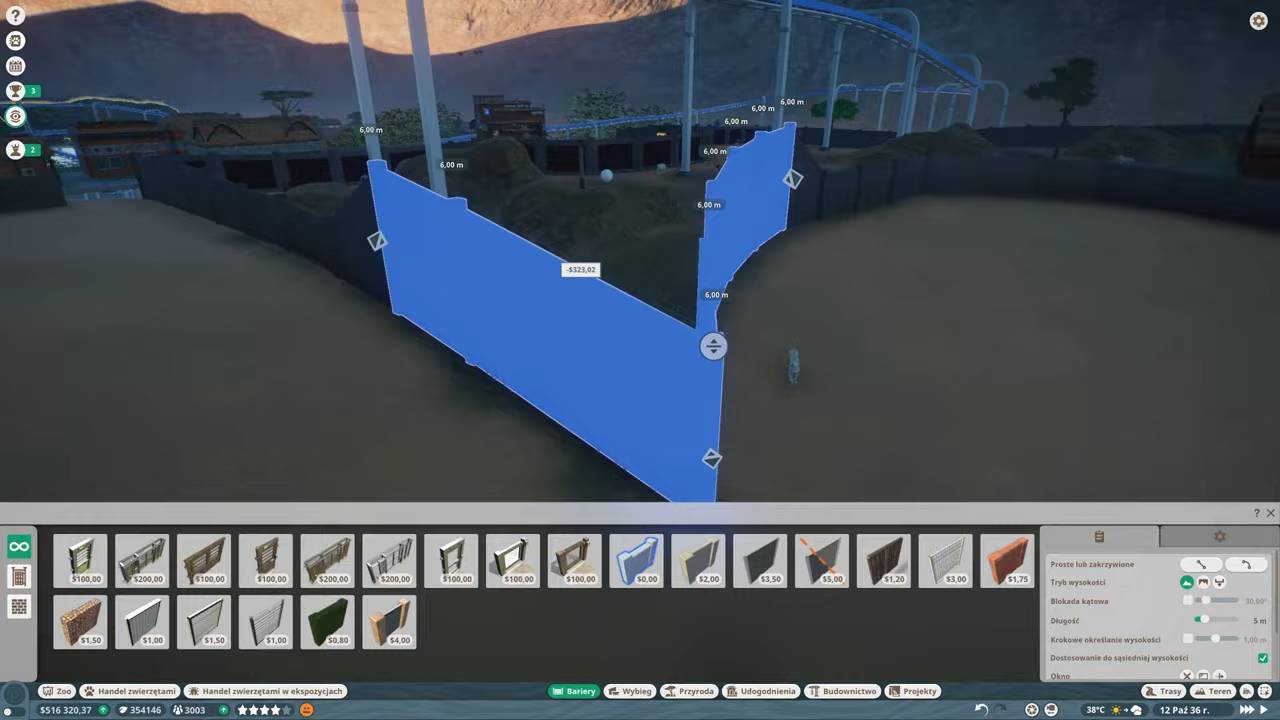 ?
3
2
6,00 m
6,00 m
6,00 m
6,00 m
6,00 m
6,00 m
6,00 m
-$323,02
6,00 m
? ×
$100,00 $200,00 $100,00 $100,00 $200,00 $200,00 $100,00 $100,00 $100,00 $0,00 $2,00 $3,50 $5,00 $1,20 $3,00 $1,75
$1,50 $1,00 $1,50 $1,00 $0,80 $4,00
Proste lub zakrzywione
Tryb wysokości
Blokada kątowa 30,00°
Długość 5 m
Krokowe określanie wysokości 1,00 m
Dostosowanie do sąsiedniej wysokości
Okno
Zoo Handel zwierzętami Handel zwierzętami w ekspozycjach Bariery Wybieg Przyroda Udogodnienia Budownictwo Projekty Trasy Teren
$516 320,37 354146 3003 38°C 12 Paź 36 r.